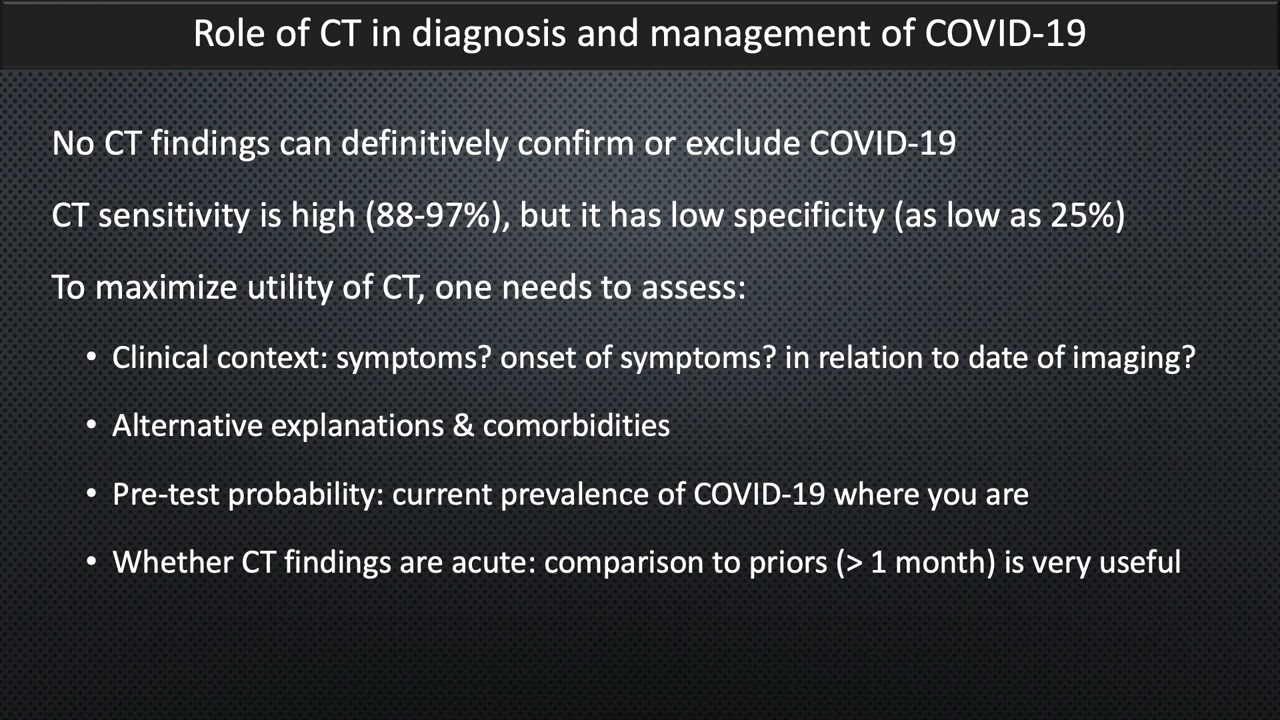 Role of CT in diagnosis and management of COVID-19
No CT findings can definitively confirm or exclude COVID-19
CT sensitivity is high (88-97%), but it has low specificity (as low as 25%)
To maximize utility of CT, one needs to assess:
• Clinical context: symptoms? onset of symptoms? in relation to date of imaging?
• Alternative explanations & comorbidities
• Pre-test probability: current prevalence of COVID-19 where you are
• Whether CT findings are acute: comparison to priors (> 1 month) is very useful